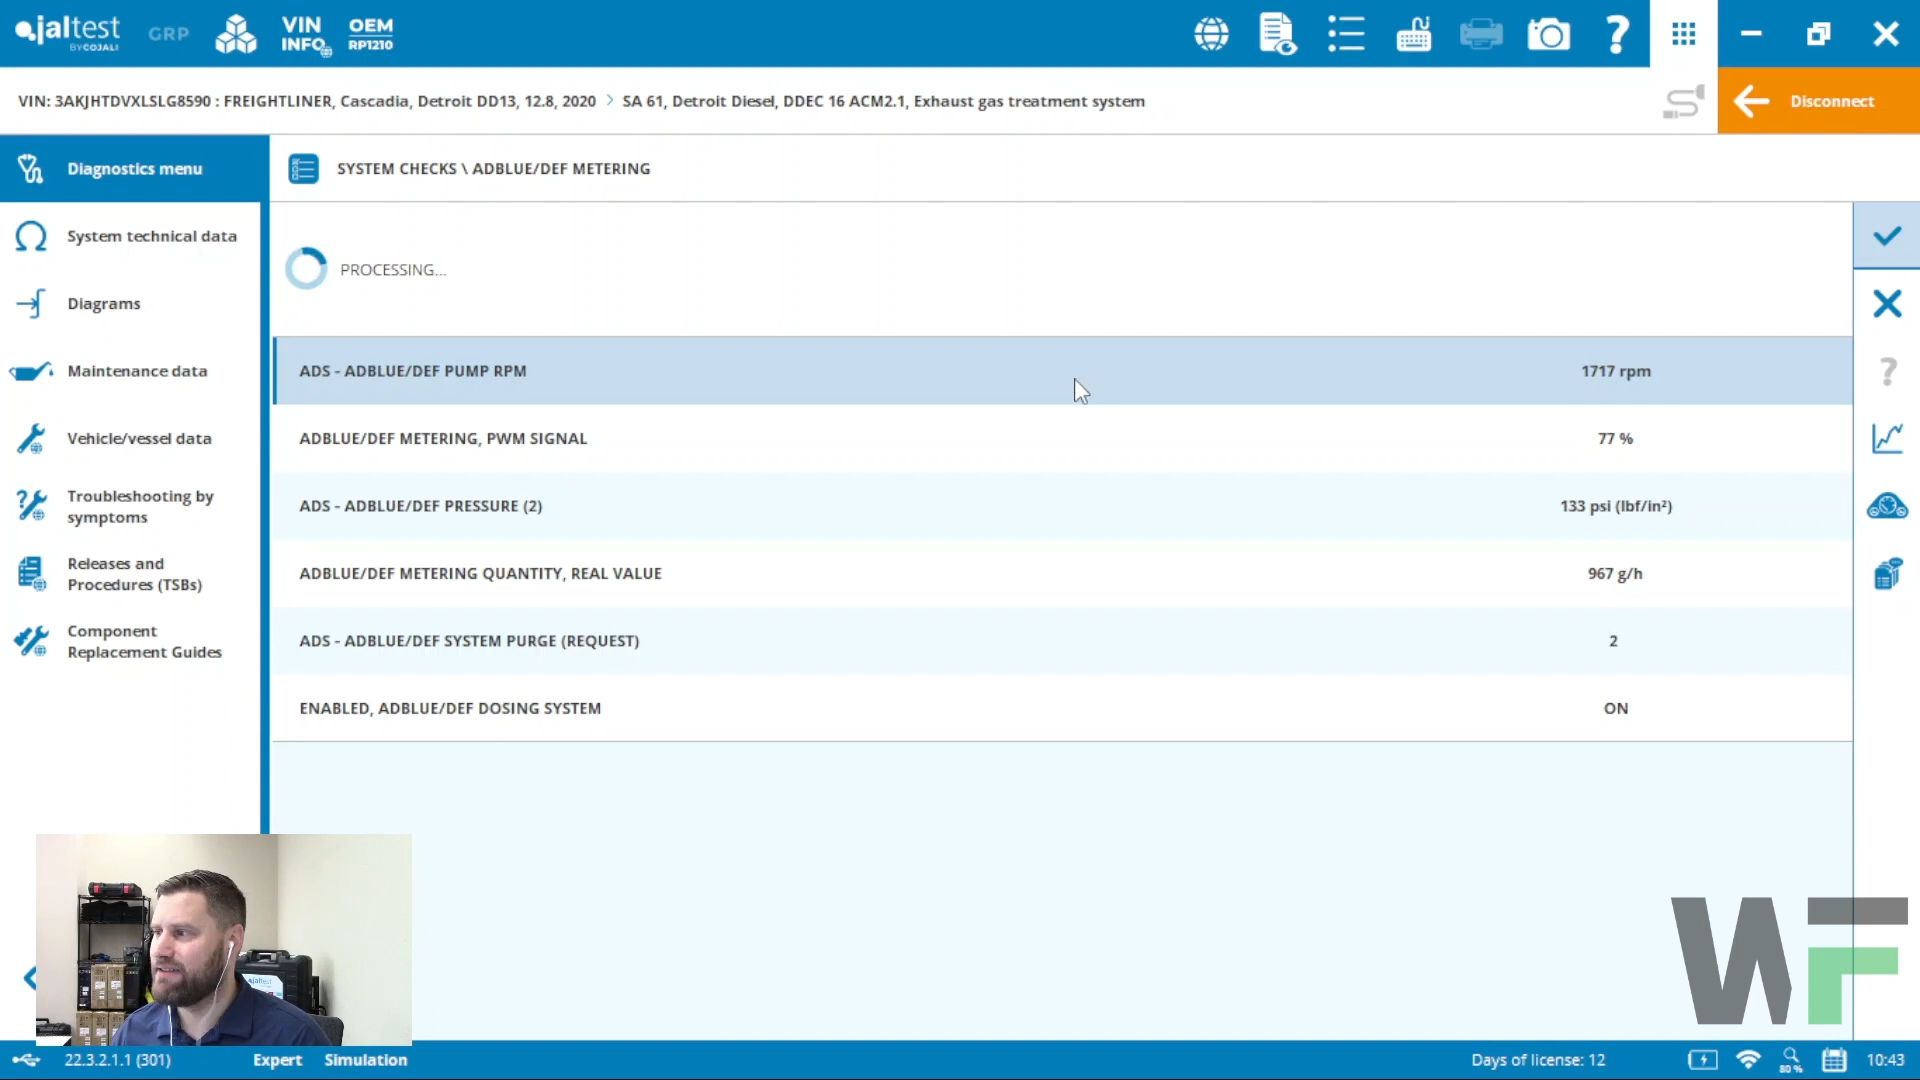 jaltest
BY COJALI
GRP
VIN
INFO
OEM
RP1210
VIN: 3AKJHTDVXLSLG8590 : FREIGHTLINER, Cascadia, Detroit DD13, 12.8, 2020 > SA 61, Detroit Diesel, DDEC 16 ACM2.1, Exhaust gas treatment system
Disconnect
Diagnostics menu
SYSTEM CHECKS \ ADBLUE/DEF METERING
System technical data
PROCESSING...
Diagrams
Maintenance data
ADS - ADBLUE/DEF PUMP RPM 1717 rpm
Vehicle/vessel data
ADBLUE/DEF METERING, PWM SIGNAL 77 %
Troubleshooting by
symptoms
ADS - ADBLUE/DEF PRESSURE (2) 133 psi (lbf/in²)
Releases and
Procedures (TSBs)
ADBLUE/DEF METERING QUANTITY, REAL VALUE 967 g/h
Component
Replacement Guides
ADS - ADBLUE/DEF SYSTEM PURGE (REQUEST) 2
ENABLED, ADBLUE/DEF DOSING SYSTEM ON
jaltest
WF
22.3.2.1.1 (301) Expert Simulation Days of license: 12 80 % 10:43